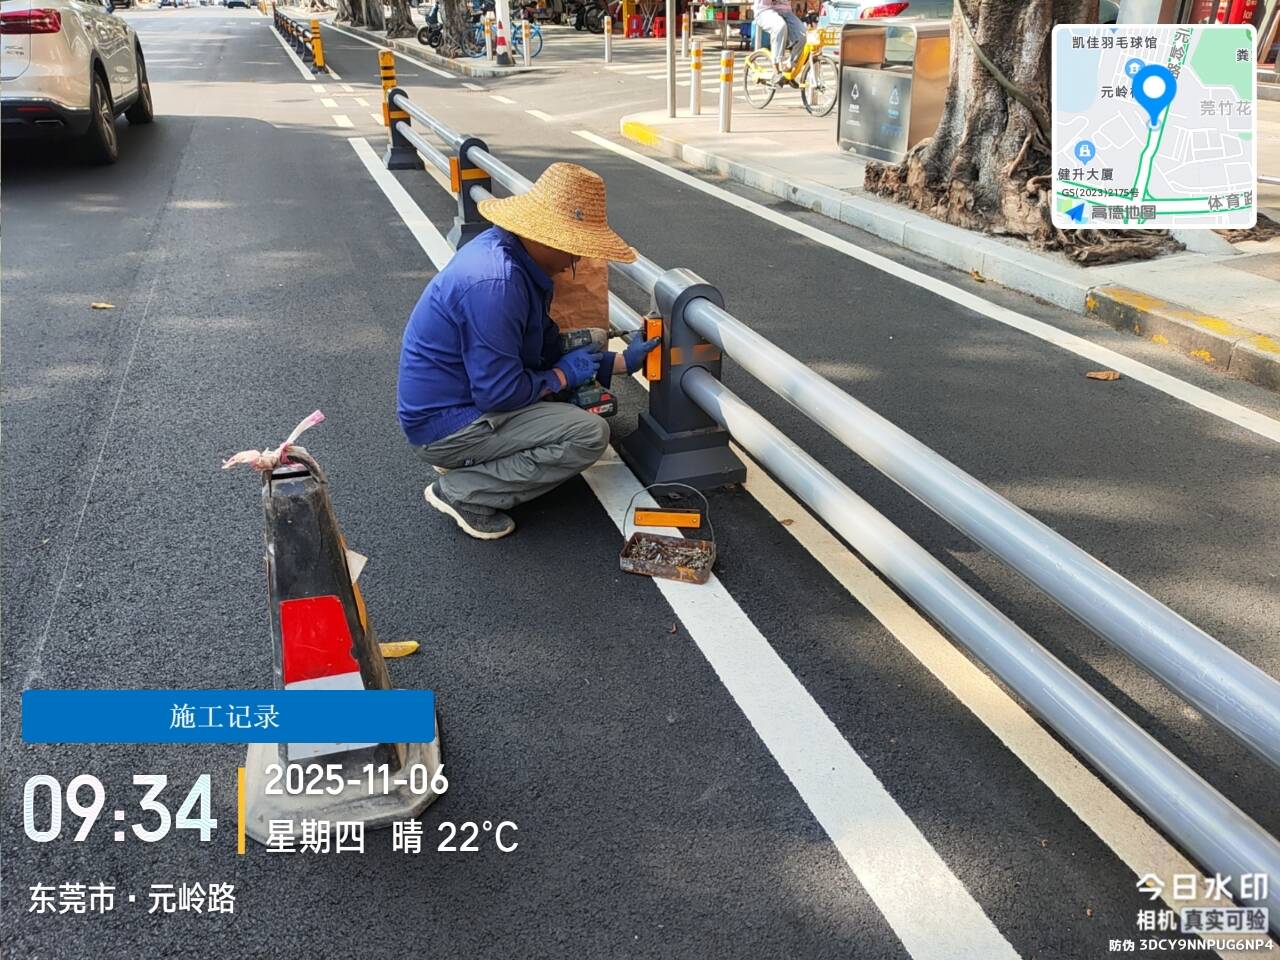 凯佳羽毛球馆
元岭路
粪
元岭村
莞竹花
健升大厦
GS(2023)2175号
体育路
高德地图
施工记录
09:34
2025-11-06
星期四 晴 22°C
东莞市·元岭路
今日水印
相机 真实可验
防伪 3DCY9NNPUG6NP4